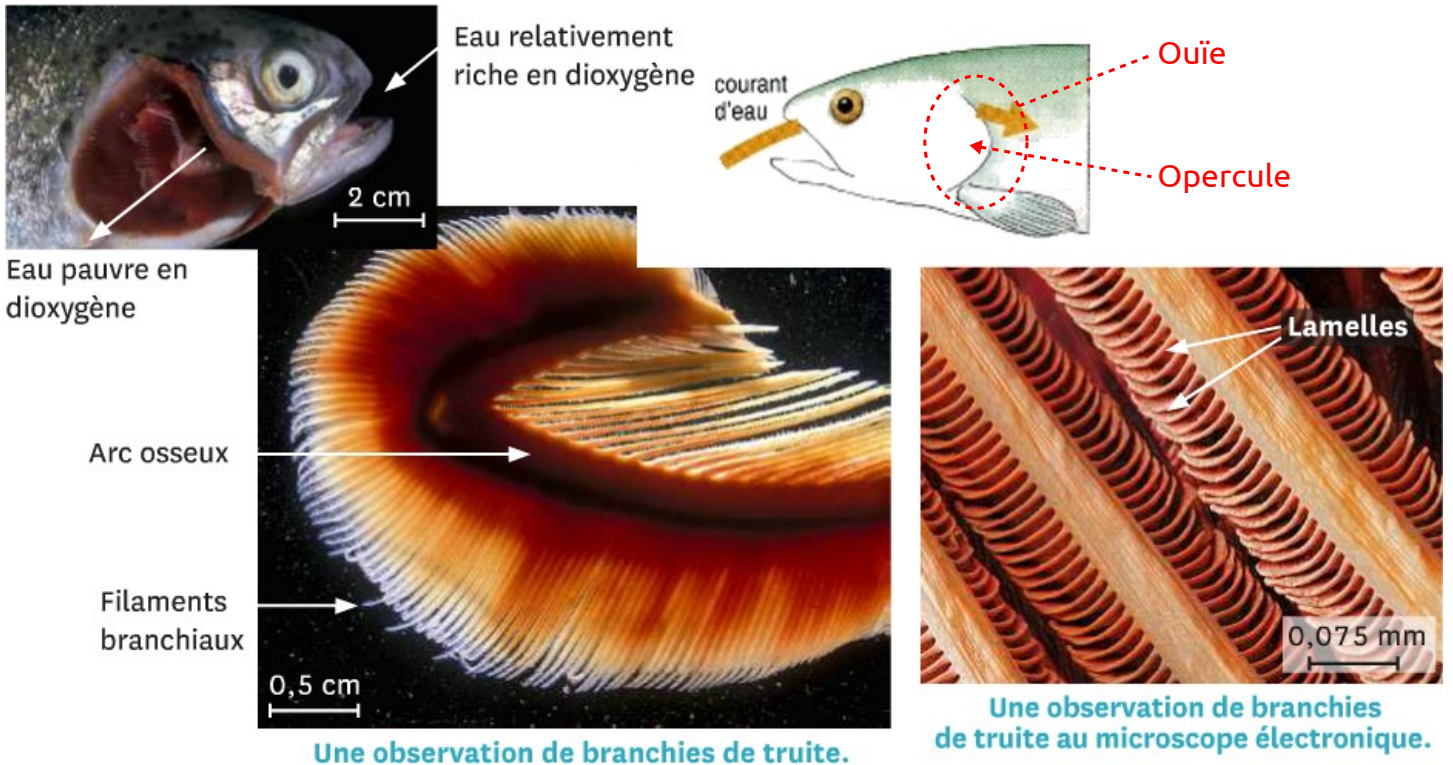 Eau relativement
riche en dioxygène
2 cm
Eau pauvre en
dioxygène
courant
d'eau
Ouïe
Opercule
Arc osseux
Filaments
branchiaux
0,5 cm
Une observation de branchies de truite.
Lamelles
0,075 mm
Une observation de branchies
de truite au microscope électronique.